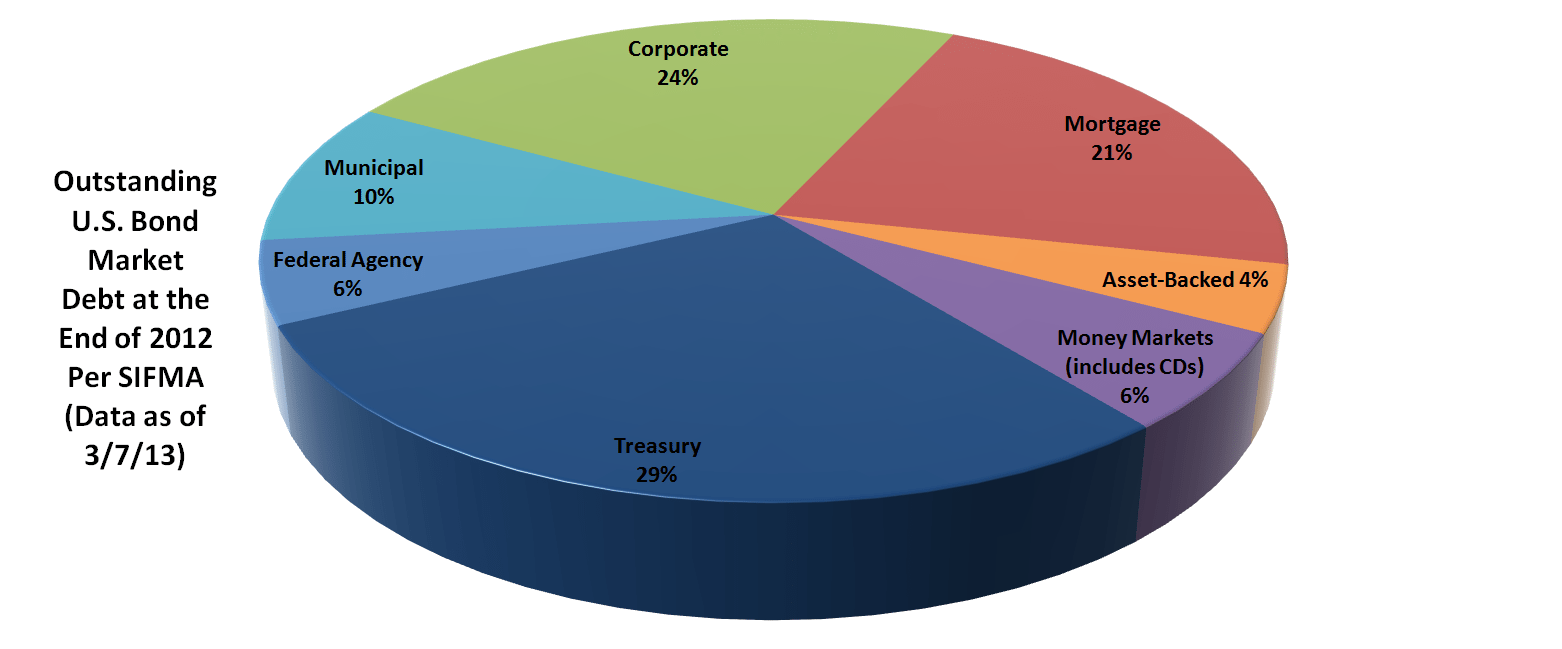 Outstanding
U.S. Bond
Market
Debt at the
End of 2012
Per SIFMA
(Data as of
3/7/13)
Corporate
24%
Mortgage
21%
Municipal
10%
Federal Agency
6%
Asset-Backed 4%
Money Markets
(includes CDs)
6%
Treasury
29%